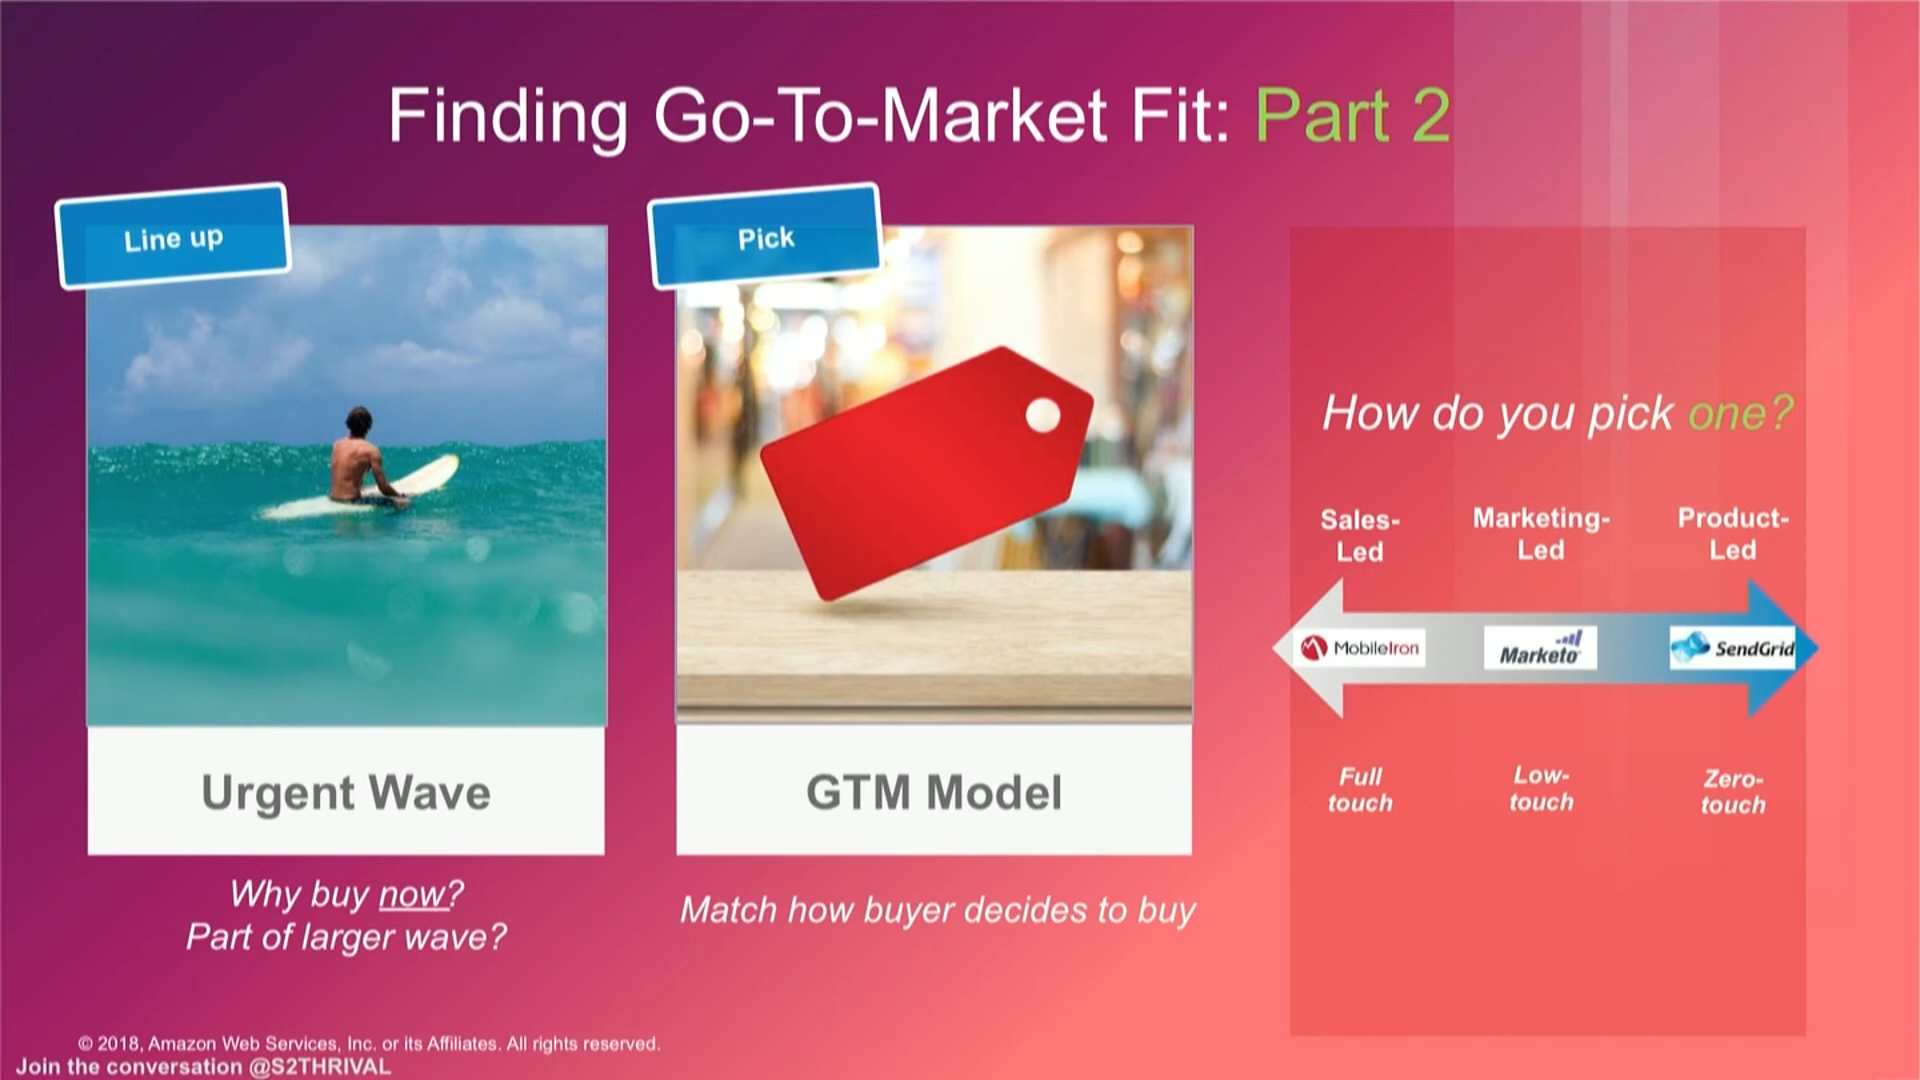 Finding Go-To-Market Fit: Part 2
Line up
Urgent Wave
Why buy now?
Part of larger wave?
Pick
GTM Model
Match how buyer decides to buy
How do you pick one?
Sales-
Led
Marketing-
Led
Product-
Led
MobileIron
Marketo
SendGrid
Full
touch
Low-
touch
Zero-
touch
© 2018, Amazon Web Services, Inc. or its Affiliates. All rights reserved.
Join the conversation @S2THRIVAL